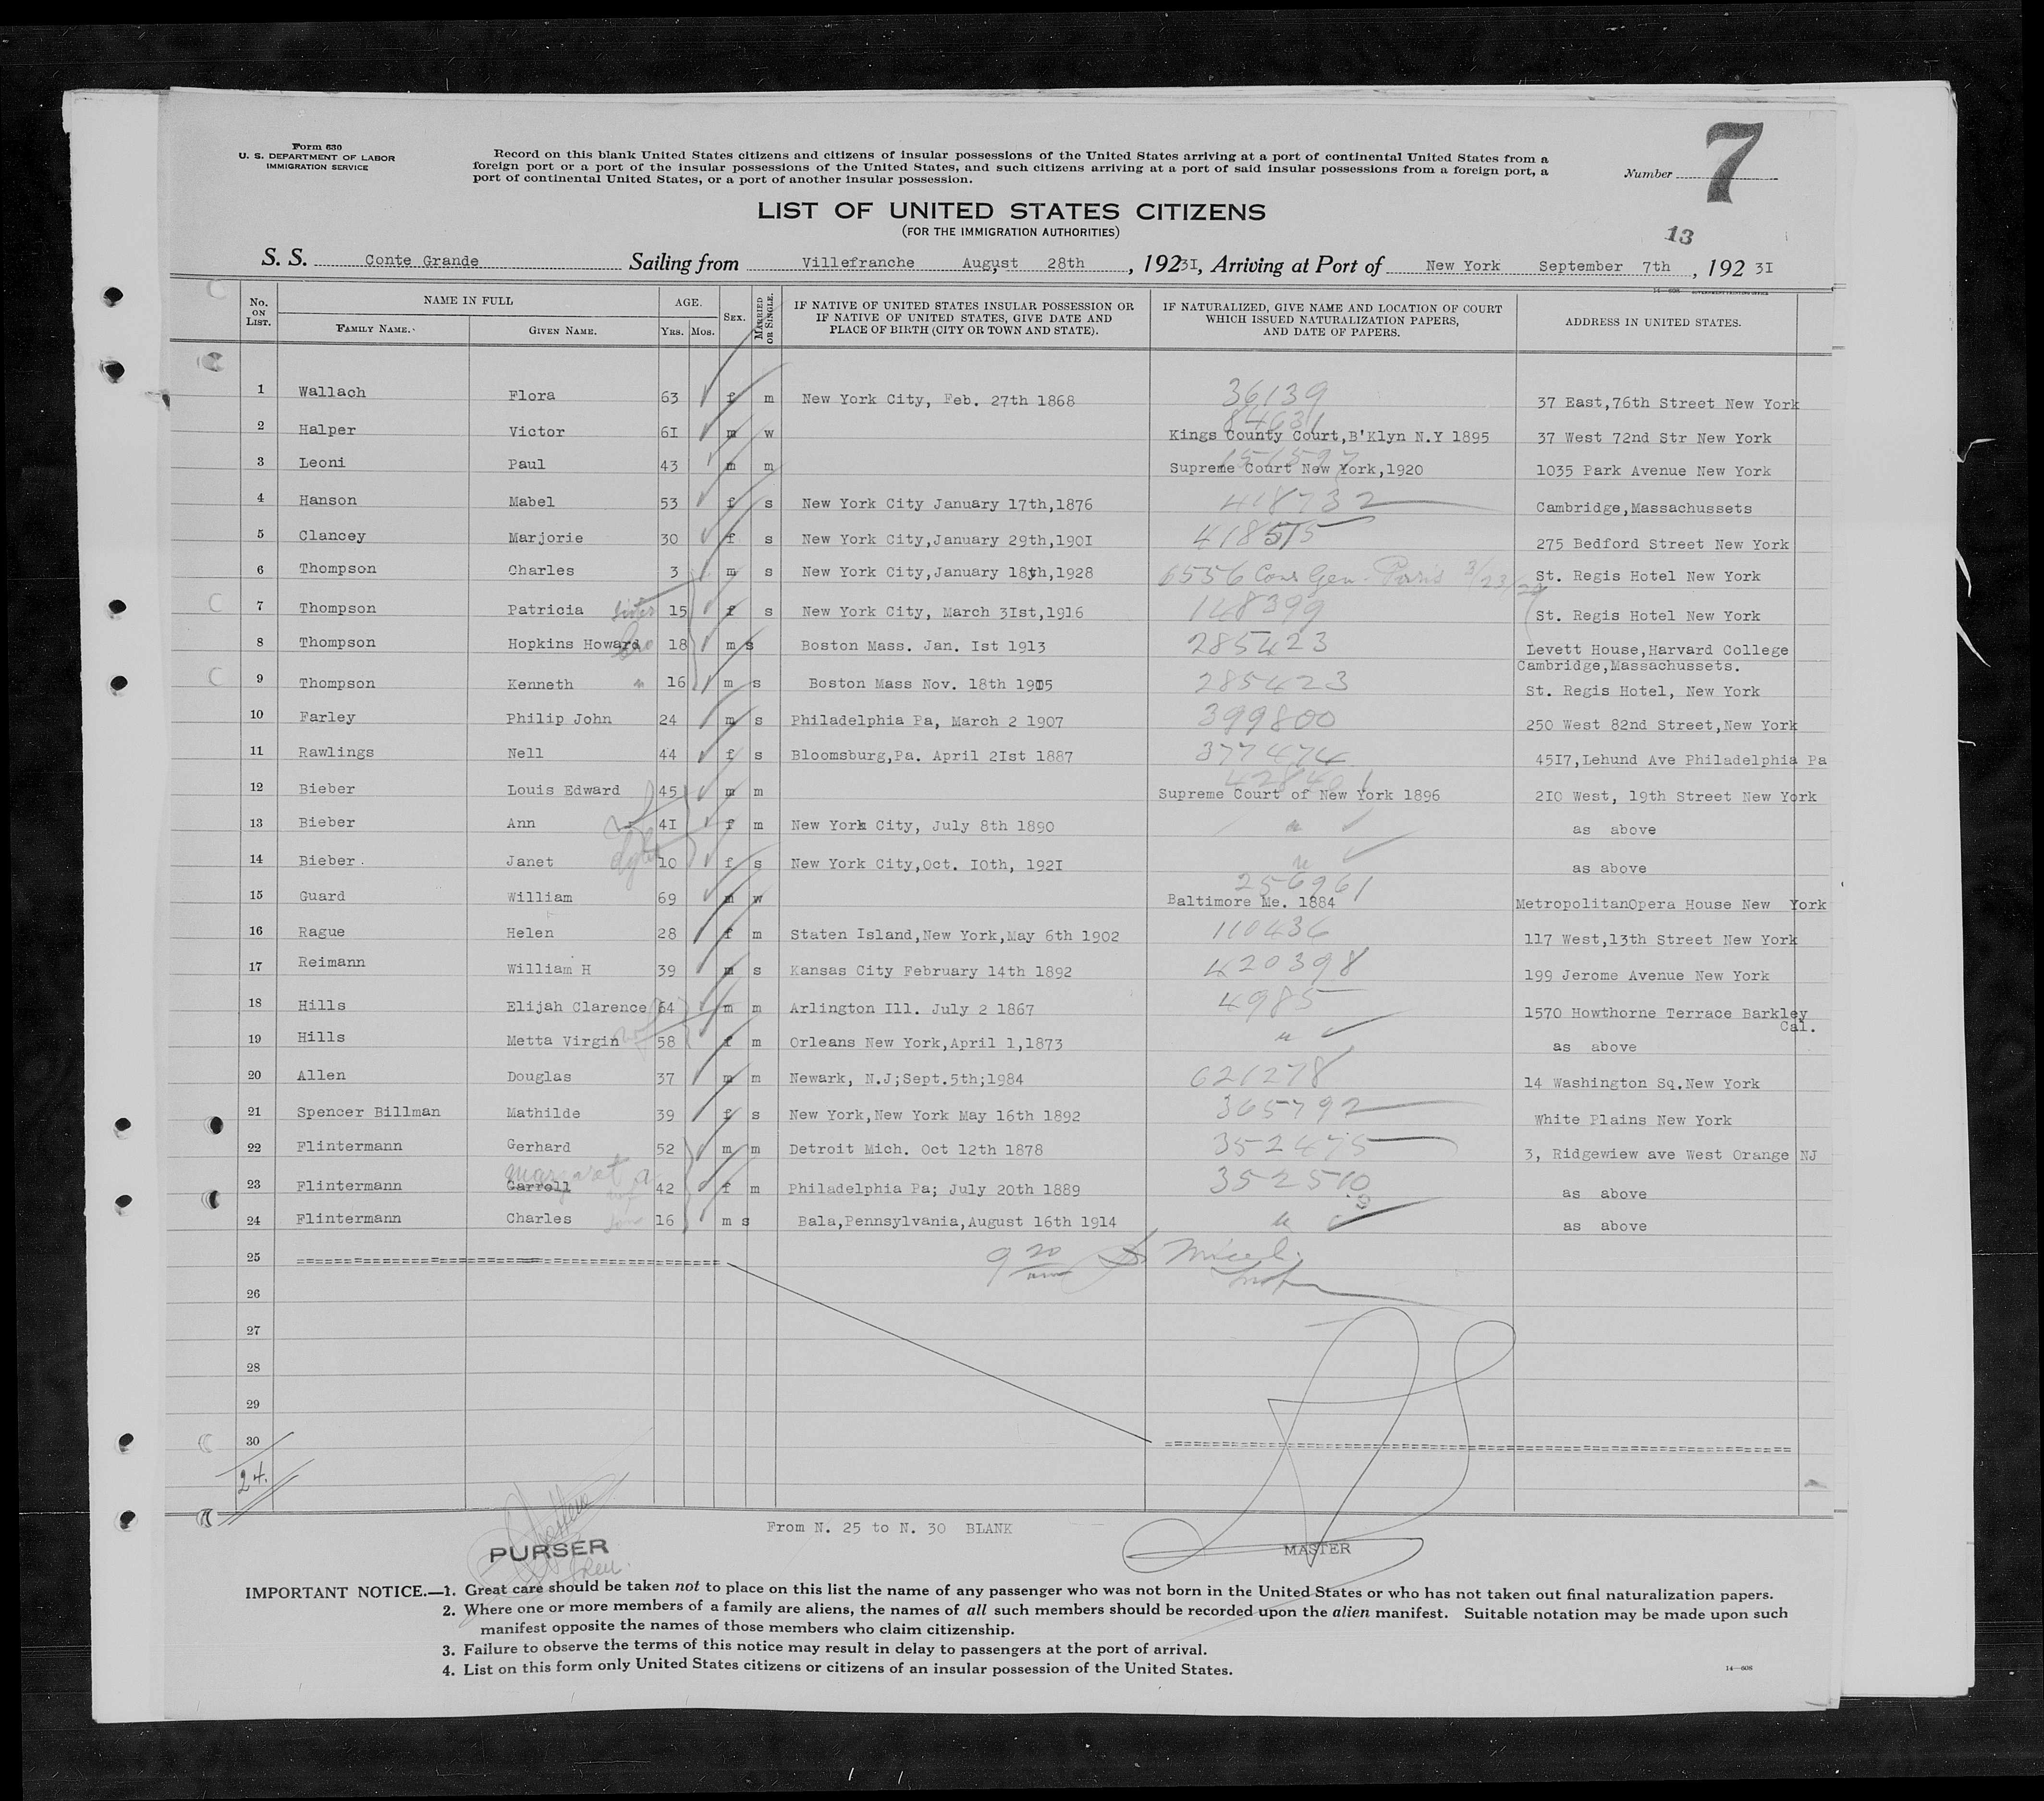 Form 630
U. S. DEPARTMENT OF LABOR
IMMIGRATION SERVICE
Record on this blank United States citizens and citizens of insular possessions of the United States arriving at a port of continental United States from a
foreign port or a port of the insular possessions of the United States, and such citizens arriving at a port of said insular possessions from a foreign port, a
port of continental United States, or a port of another insular possession.
Number 7
LIST OF UNITED STATES CITIZENS
(FOR THE IMMIGRATION AUTHORITIES)
13
S. S. Conte Grande Sailing from Villefranche August 28th, 19231, Arriving at Port of New York September 7th, 192 31
No. ON LIST. NAME IN FULL FAMILY NAME. GIVEN NAME. AGE. YRS. MOS. SEX. MARRIED OR SINGLE. IF NATIVE OF UNITED STATES INSULAR POSSESSION OR IF NATIVE OF UNITED STATES, GIVE DATE AND PLACE OF BIRTH (CITY OR TOWN AND STATE). IF NATURALIZED, GIVE NAME AND LOCATION OF COURT WHICH ISSUED NATURALIZATION PAPERS, AND DATE OF PAPERS. ADDRESS IN UNITED STATES.
1 Wallach Flora 63 f m New York City, Feb. 27th 1868 36139 37 East,76th Street New York
2 Halper Victor 61 m w 84631 Kings County Court,B'Klyn N.Y 1895 37 West 72nd Str New York
3 Leoni Paul 43 m m Supreme Court New York,1920 1035 Park Avenue New York
4 Hanson Mabel 53 f s New York City January 17th,1876 418732 Cambridge,Massachussets
5 Clancey Marjorie 30 f s New York City,January 29th,1901 418515 275 Bedford Street New York
6 Thompson Charles 3 m s New York City,January 18th,1928 6556 Cons Gen. Paris 3/23/29 St. Regis Hotel New York
7 Thompson Patricia sister 15 f s New York City, March 31st,1916 148399 St. Regis Hotel New York
8 Thompson Hopkins Howard bro 18 m s Boston Mass. Jan. 1st 1913 285423 Levett House,Harvard College
Cambridge,Massachussets.
9 Thompson Kenneth " 16 m s Boston Mass Nov. 18th 1915 285423 St. Regis Hotel, New York
10 Farley Philip John 24 m s Philadelphia Pa, March 2 1907 399800 250 West 82nd Street,New York
11 Rawlings Nell 44 f s Bloomsburg,Pa. April 21st 1887 377474 4517,Lehund Ave Philadelphia Pa
12 Bieber Louis Edward 45 m m Supreme Court of New York 1896 210 West, 19th Street New York
13 Bieber Ann 41 f m New York City, July 8th 1890 " as above
14 Bieber. Janet 10 f s New York City,Oct. 10th, 1921 " as above
15 Guard William 69 m w 256961 Baltimore Me. 1884 MetropolitanOpera House New York
16 Rague Helen 28 f m Staten Island,New York,May 6th 1902 110436 117 West,13th Street New York
17 Reimann William H 39 m s Kansas City February 14th 1892 420398 199 Jerome Avenue New York
18 Hills Elijah Clarence 64 m m Arlington Ill. July 2 1867 4985 1570 Howthorne Terrace Barkley
Cal.
19 Hills Metta Virgin 58 f m Orleans New York,April 1,1873 " as above
20 Allen Douglas 37 m m Newark, N.J;Sept.5th;1984 621278 14 Washington Sq.New York
21 Spencer Billman Mathilde 39 f s New York,New York May 16th 1892 365792 White Plains New York
22 Flintermann Gerhard 52 m m Detroit Mich. Oct 12th 1878 352475 3, Ridgewiew ave West Orange NJ
Margaret A
23 Flintermann Carroll 42 f m Philadelphia Pa; July 20th 1889 352510 as above
24 Flintermann Charles son 16 m s Bala,Pennsylvania,August 16th 1914 " as above
25
9 20 am
26
27
28
29
30
24.
From N. 25 to N. 30 BLANK
PURSER
MASTER
IMPORTANT NOTICE.—1. Great care should be taken not to place on this list the name of any passenger who was not born in the United States or who has not taken out final naturalization papers.
2. Where one or more members of a family are aliens, the names of all such members should be recorded upon the alien manifest. Suitable notation may be made upon such
manifest opposite the names of those members who claim citizenship.
3. Failure to observe the terms of this notice may result in delay to passengers at the port of arrival.
4. List on this form only United States citizens or citizens of an insular possession of the United States.
14—608